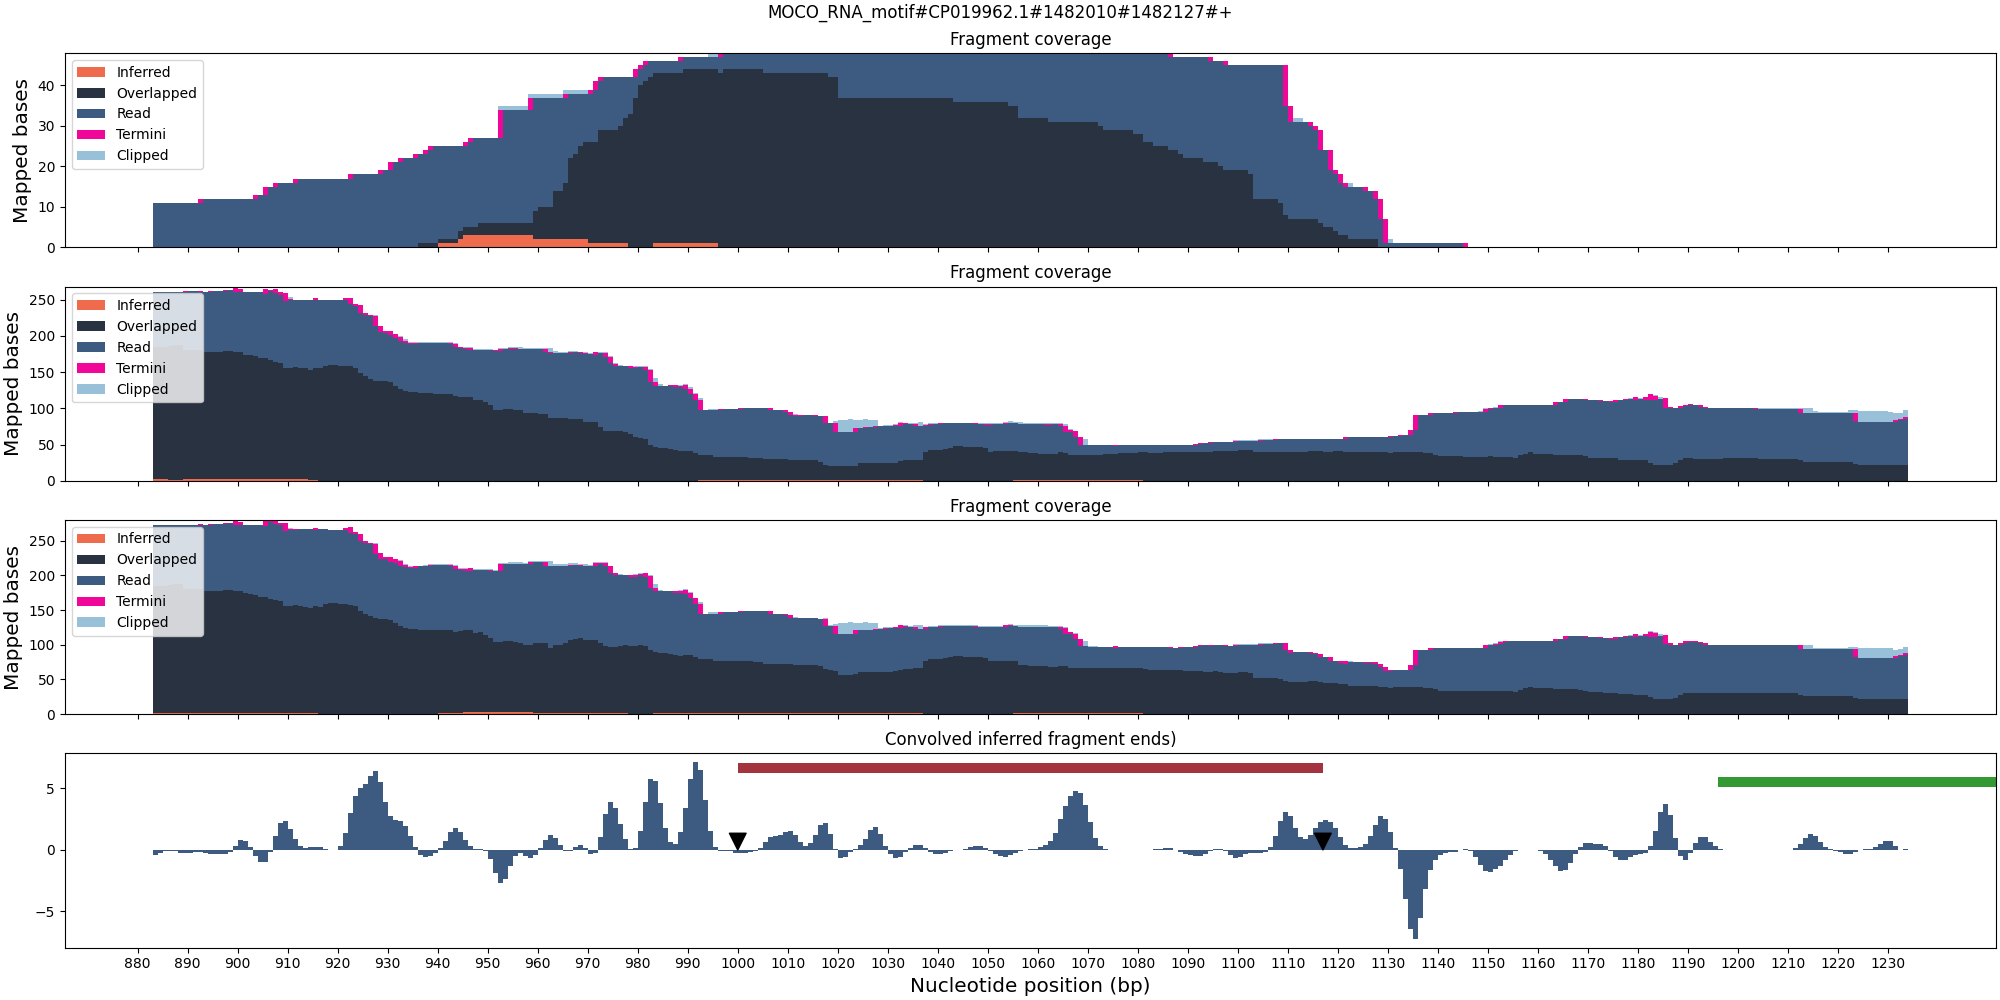 MOCO_RNA_motif#CP019962.1#1482010#1482127#+
Fragment coverage
Mapped bases
40
30
20
10
0
Inferred
Overlapped
Read
Termini
Clipped
Fragment coverage
Mapped bases
250
200
150
100
50
0
Inferred
Overlapped
Read
Termini
Clipped
Fragment coverage
Mapped bases
250
200
150
100
50
0
Inferred
Overlapped
Read
Termini
Clipped
Convolved inferred fragment ends)
5
0
−5
880 890 900 910 920 930 940 950 960 970 980 990 1000 1010 1020 1030 1040 1050 1060 1070 1080 1090 1100 1110 1120 1130 1140 1150 1160 1170 1180 1190 1200 1210 1220 1230
Nucleotide position (bp)